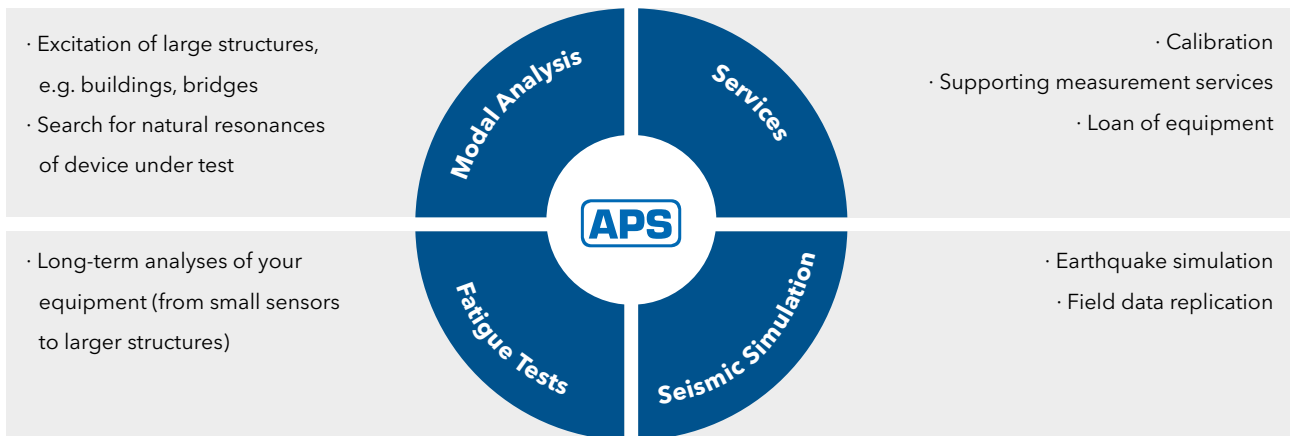 · Excitation of large structures,
e.g. buildings, bridges
· Search for natural resonances
of device under test
Modal Analysis
Services
· Calibration
· Supporting measurement services
· Loan of equipment
APS
· Long-term analyses of your
equipment (from small sensors
to larger structures)
Fatigue Tests
Seismic Simulation
· Earthquake simulation
· Field data replication